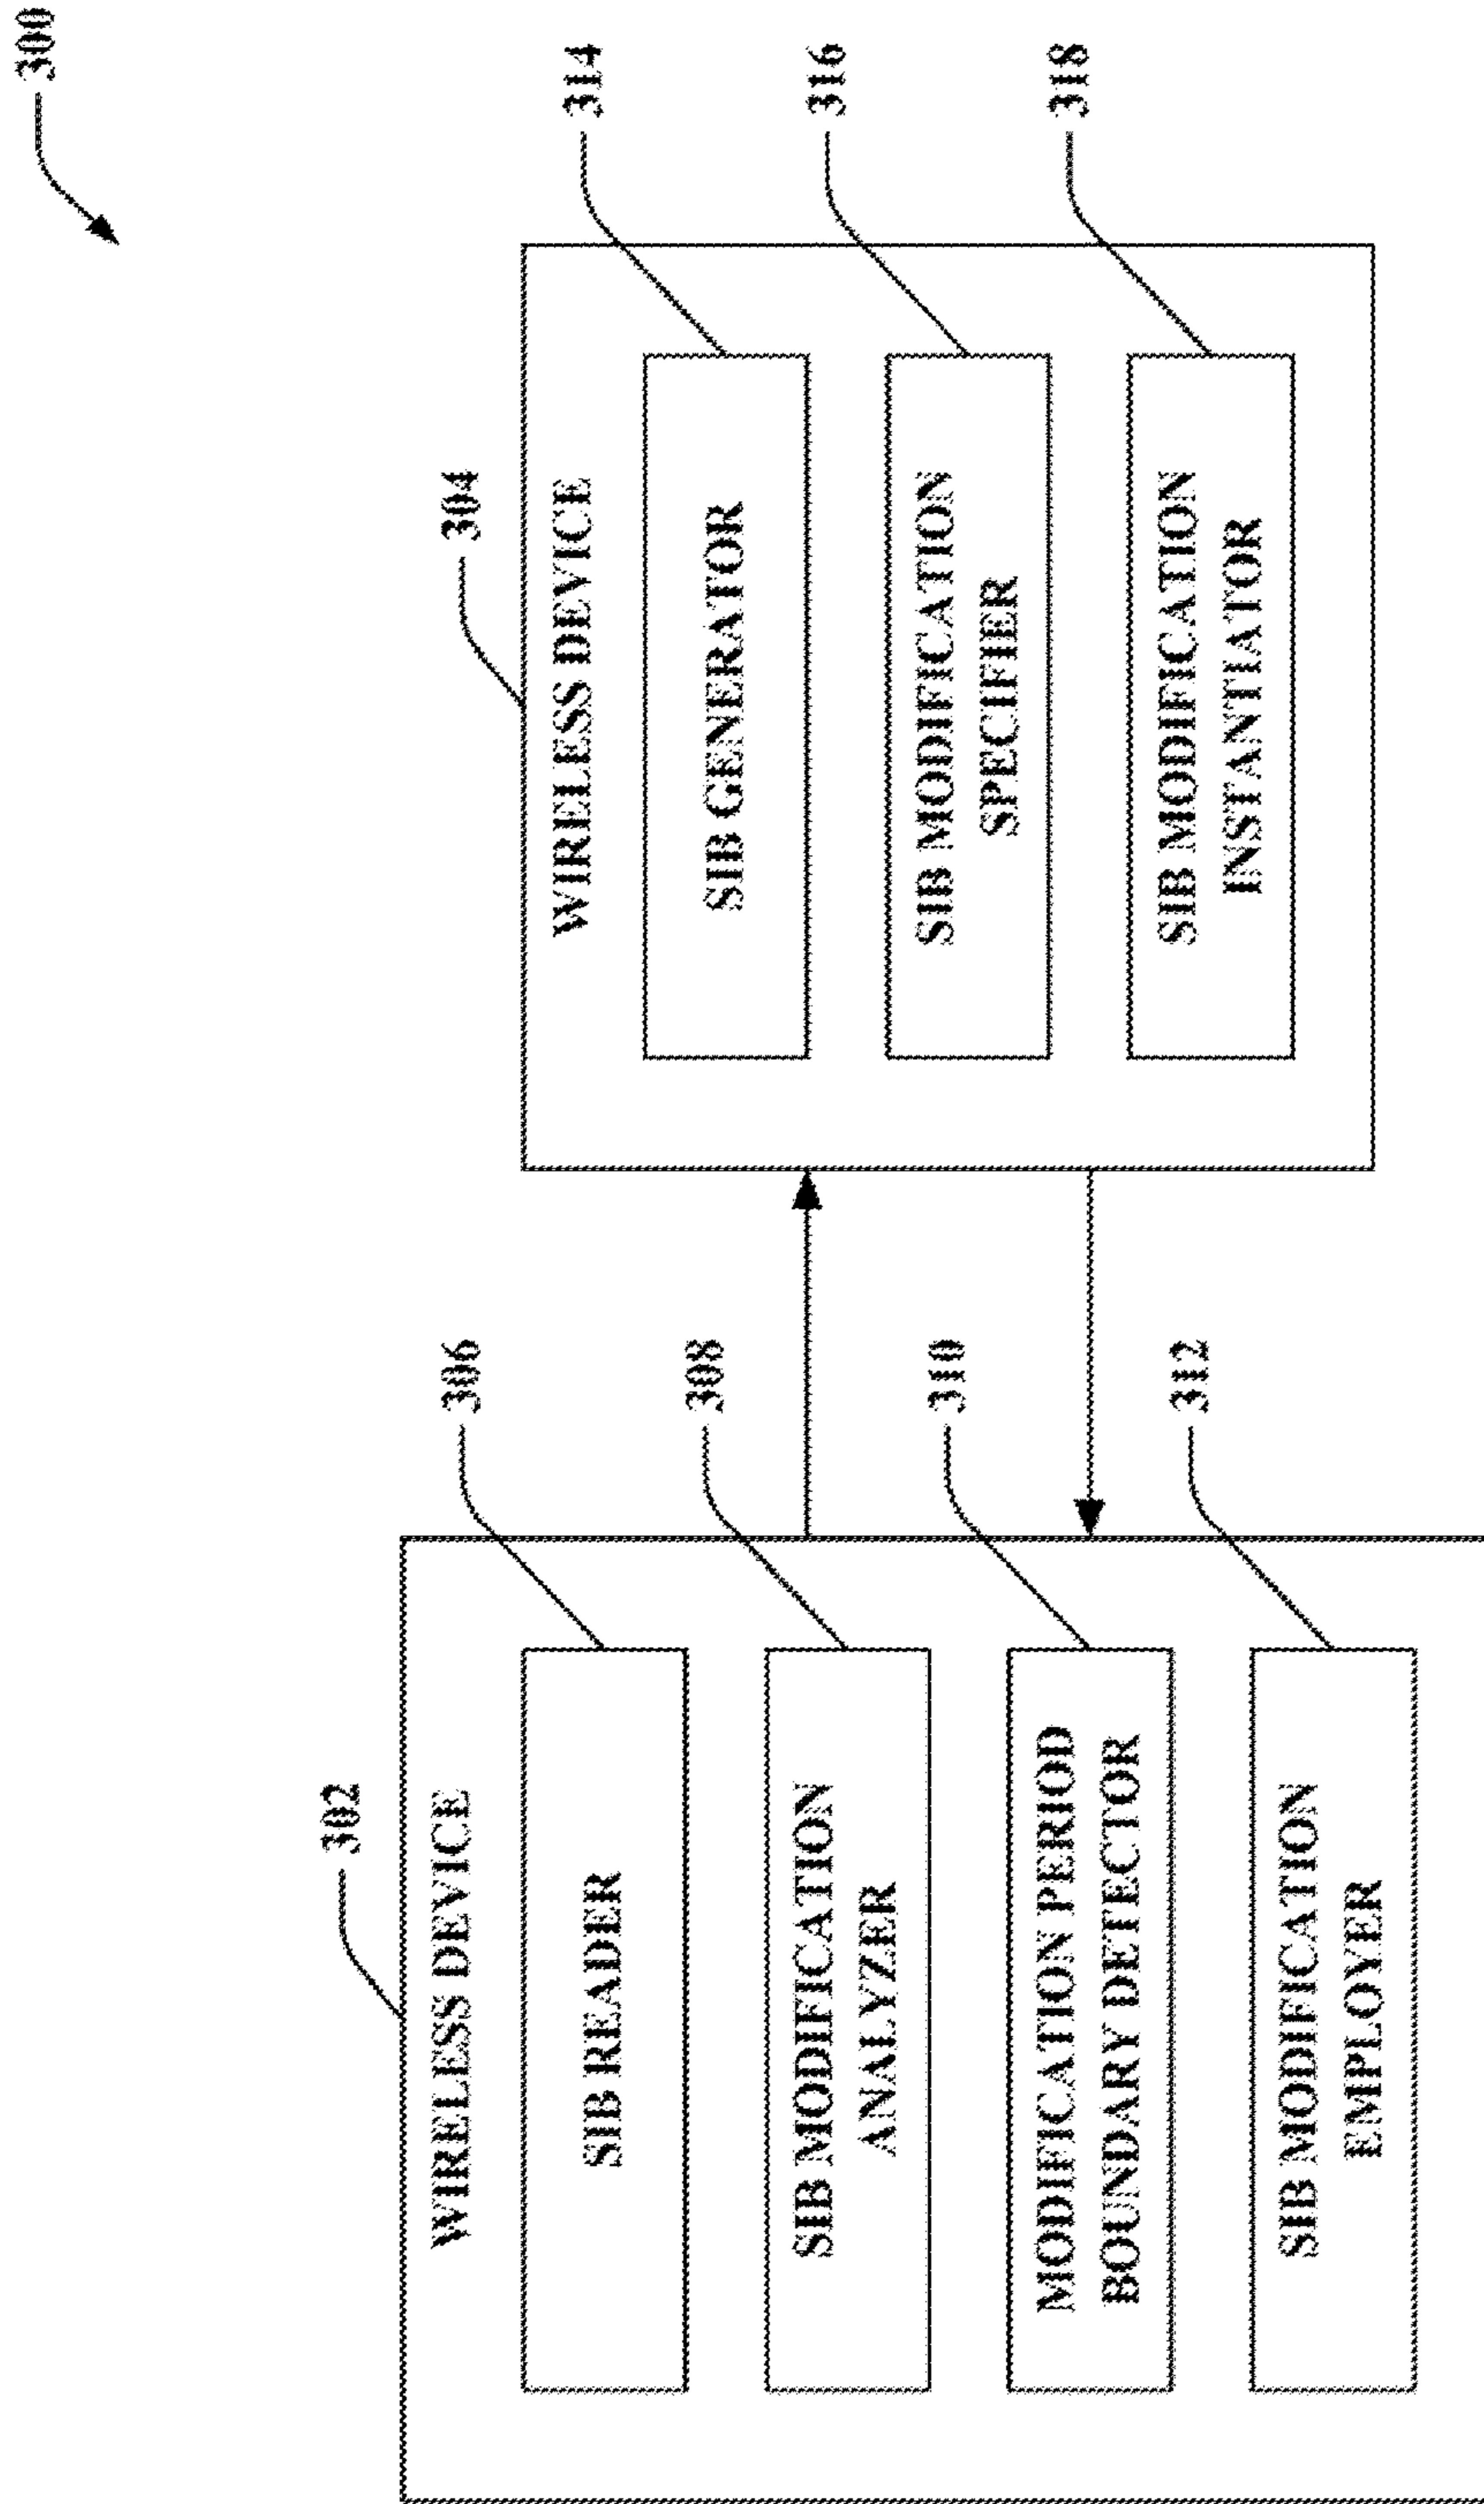 300
302
WIRELESS DEVICE
306
SIB READER
308
SIB MODIFICATION
ANALYZER
310
MODIFICATION PERIOD
BOUNDARY DETECTOR
312
SIB MODIFICATION
EMPLOYER
304
WIRELESS DEVICE
314
SIB GENERATOR
316
SIB MODIFICATION
SPECIFIER
318
SIB MODIFICATION
INSTANTIATOR